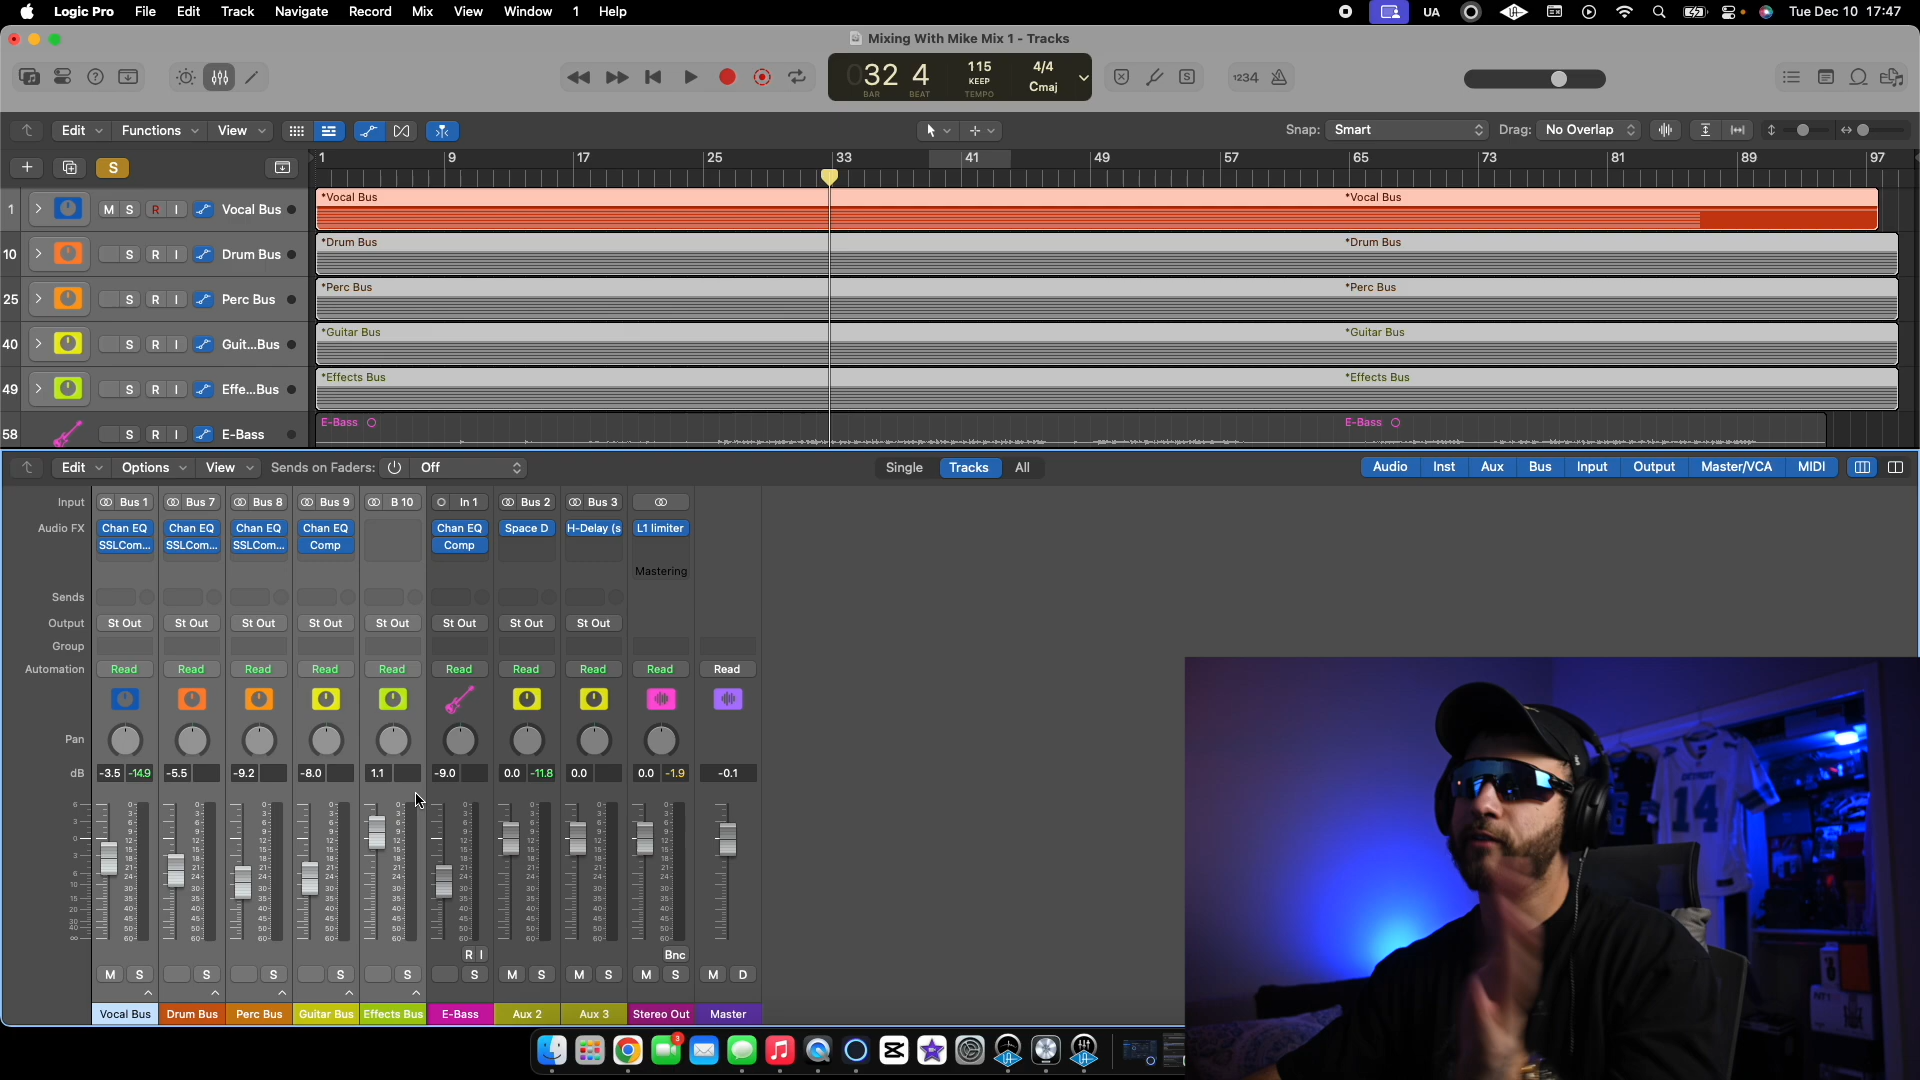 Logic Pro File Edit Track Navigate Record Mix View Window 1 Help UA Tue Dec 10 17:47
Mixing With Mike Mix 1 - Tracks
032 4 115 KEEP 4/4 Cmaj
BAR BEAT TEMPO
S 1234
Edit Functions View Snap: Smart Drag: No Overlap
S 1 9 17 25 33 41 49 57 65 73 81 89 97
1 M S R I Vocal Bus *Vocal Bus *Vocal Bus
10 S R I Drum Bus *Drum Bus *Drum Bus
25 S R I Perc Bus *Perc Bus *Perc Bus
40 S R I Guit...Bus *Guitar Bus *Guitar Bus
49 S R I Effe...Bus *Effects Bus *Effects Bus
58 S R I E-Bass E-Bass E-Bass
Edit Options View Sends on Faders: Off Single Tracks All Audio Inst Aux Bus Input Output Master/VCA MIDI
Input Bus 1 Bus 7 Bus 8 Bus 9 B 10 In 1 Bus 2 Bus 3
Audio FX Chan EQ Chan EQ Chan EQ Chan EQ Chan EQ Space D H-Delay (s L1 limiter
SSLCom... SSLCom... SSLCom... Comp Comp
Mastering
Sends
Output St Out St Out St Out St Out St Out St Out St Out St Out
Group
Automation Read Read Read Read Read Read Read Read Read Read
Pan
dB -3.5 -14.9 -5.5 -9.2 -8.0 1.1 -9.0 0.0 -11.8 0.0 0.0 -1.9 -0.1
R I Bnc
M S S S S S S M S M S M S M D
Vocal Bus Drum Bus Perc Bus Guitar Bus Effects Bus E-Bass Aux 2 Aux 3 Stereo Out Master
3
DETROIT
14